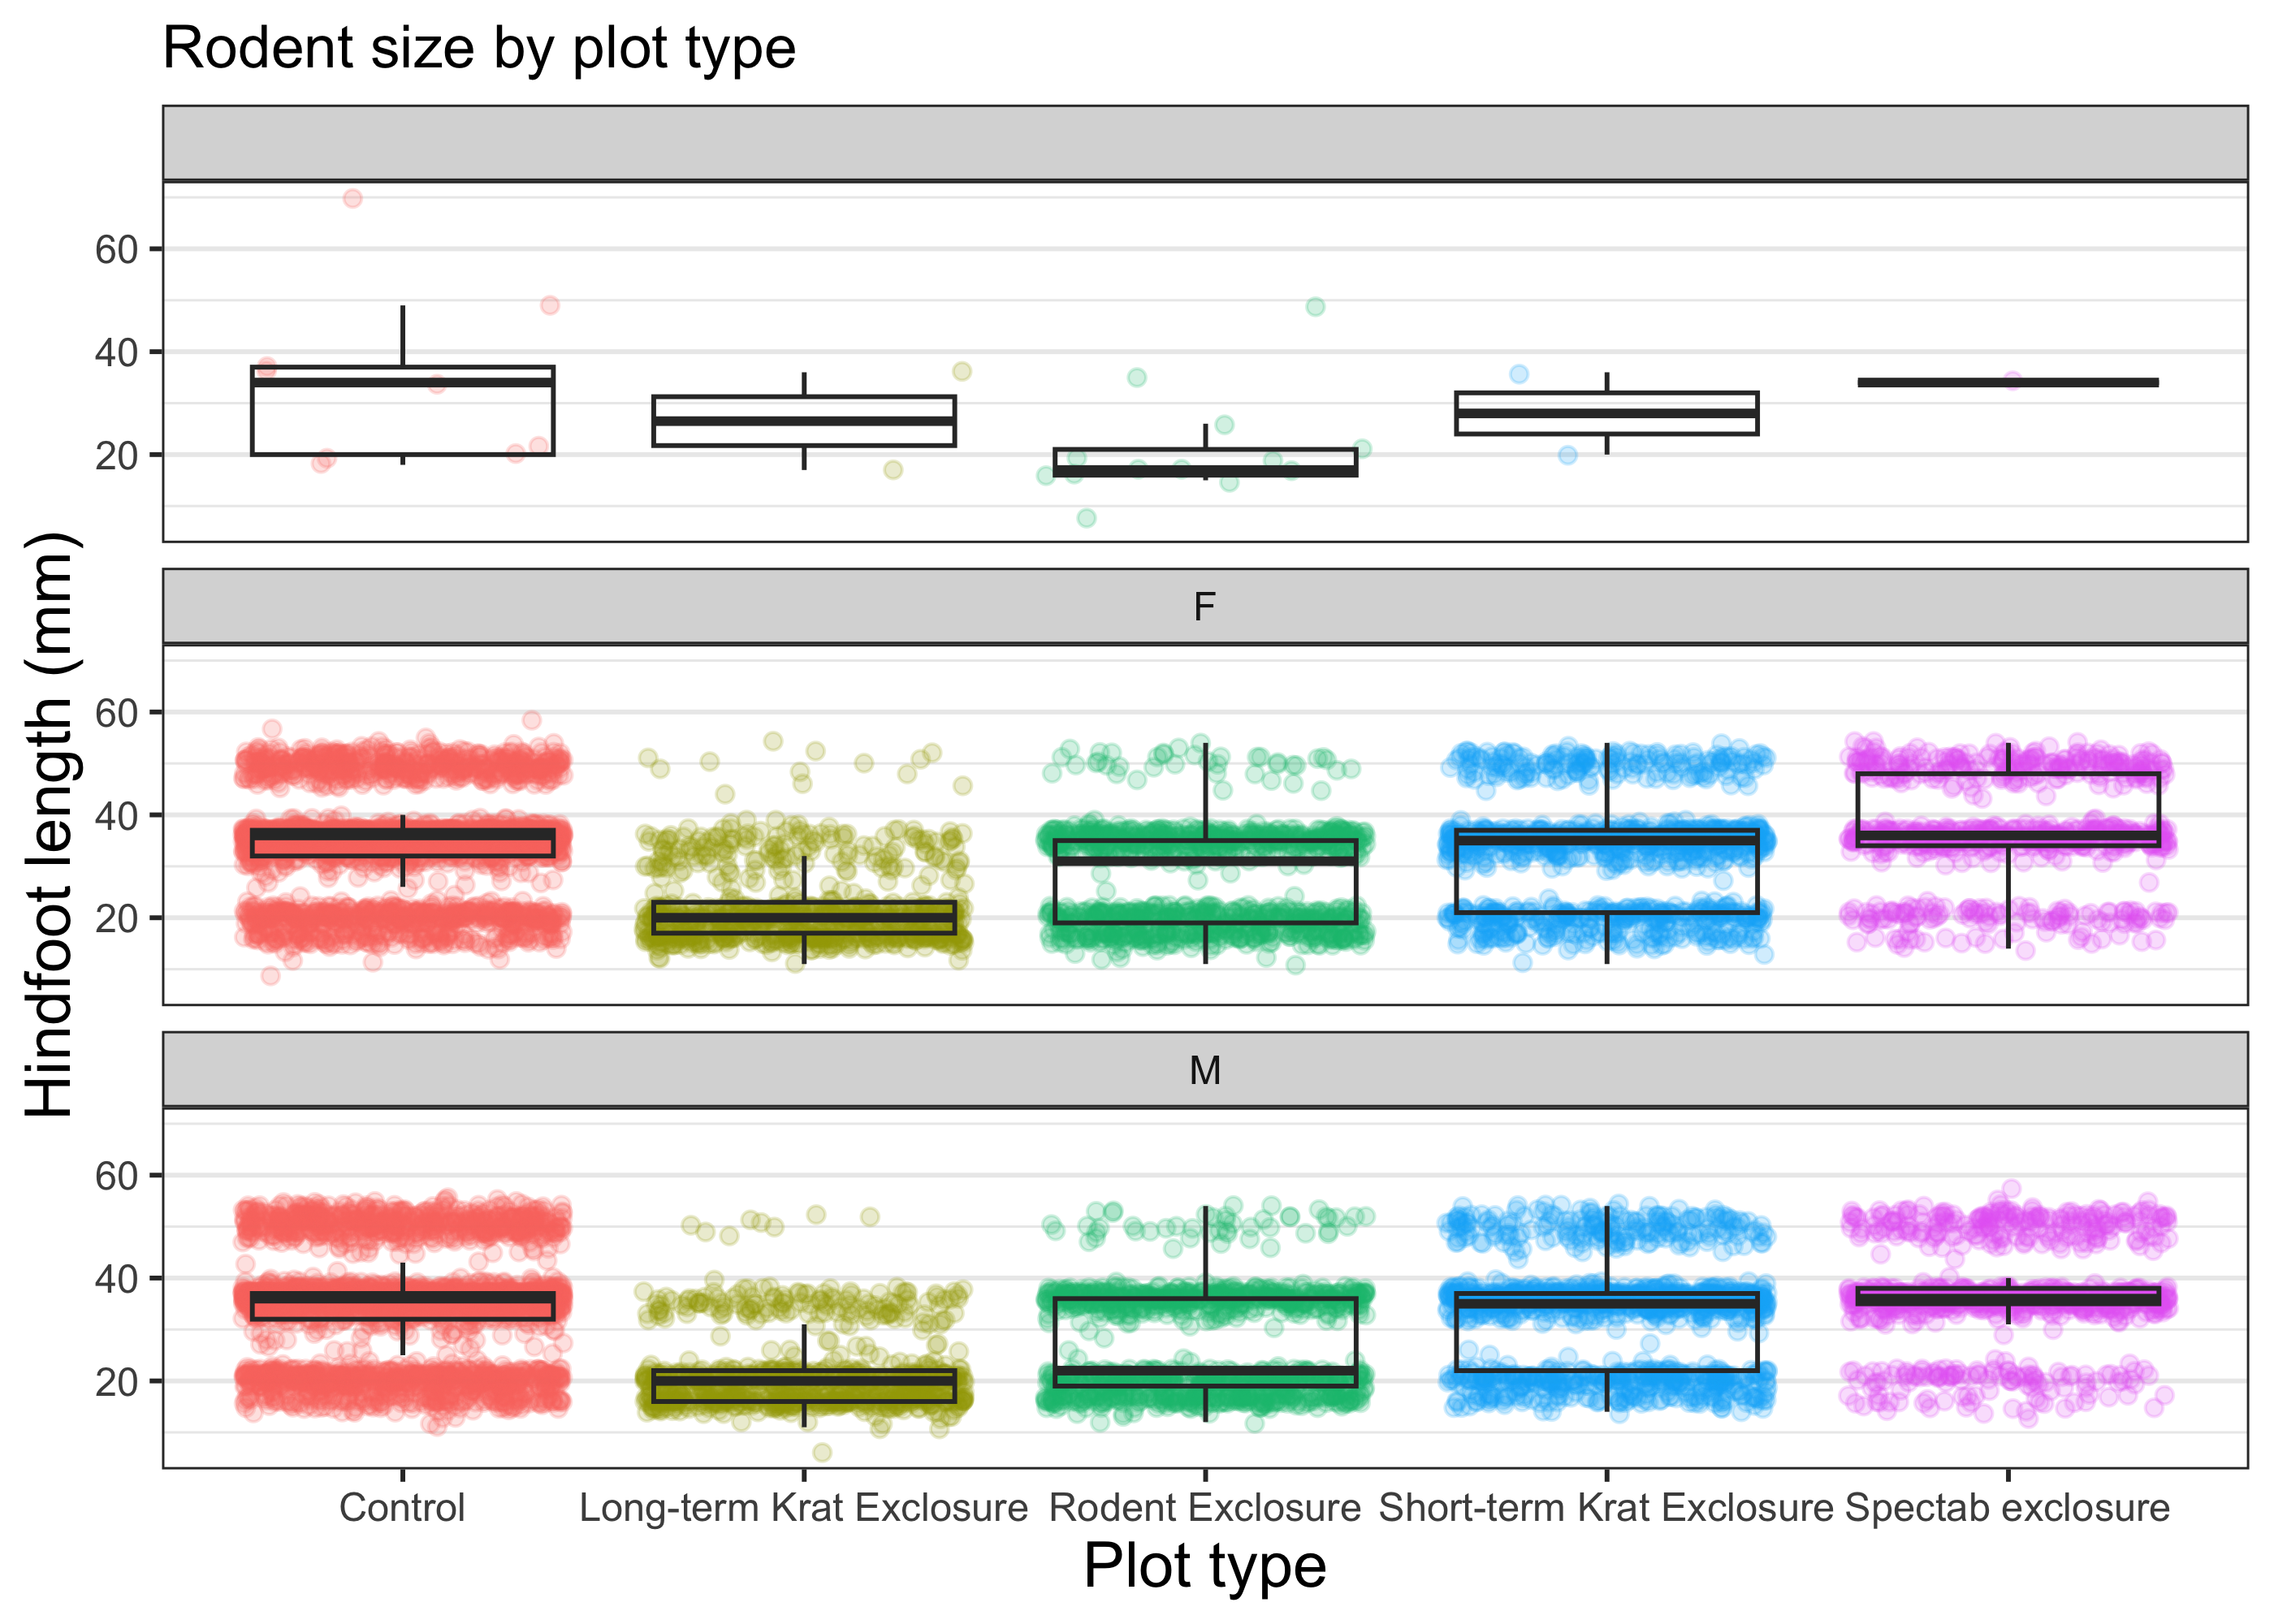 Rodent size by plot type
60
40
20
F
60
40
20
M
60
40
20
Hindfoot length (mm)
Control Long-term Krat Exclosure Rodent Exclosure Short-term Krat Exclosure Spectab exclosure
Plot type